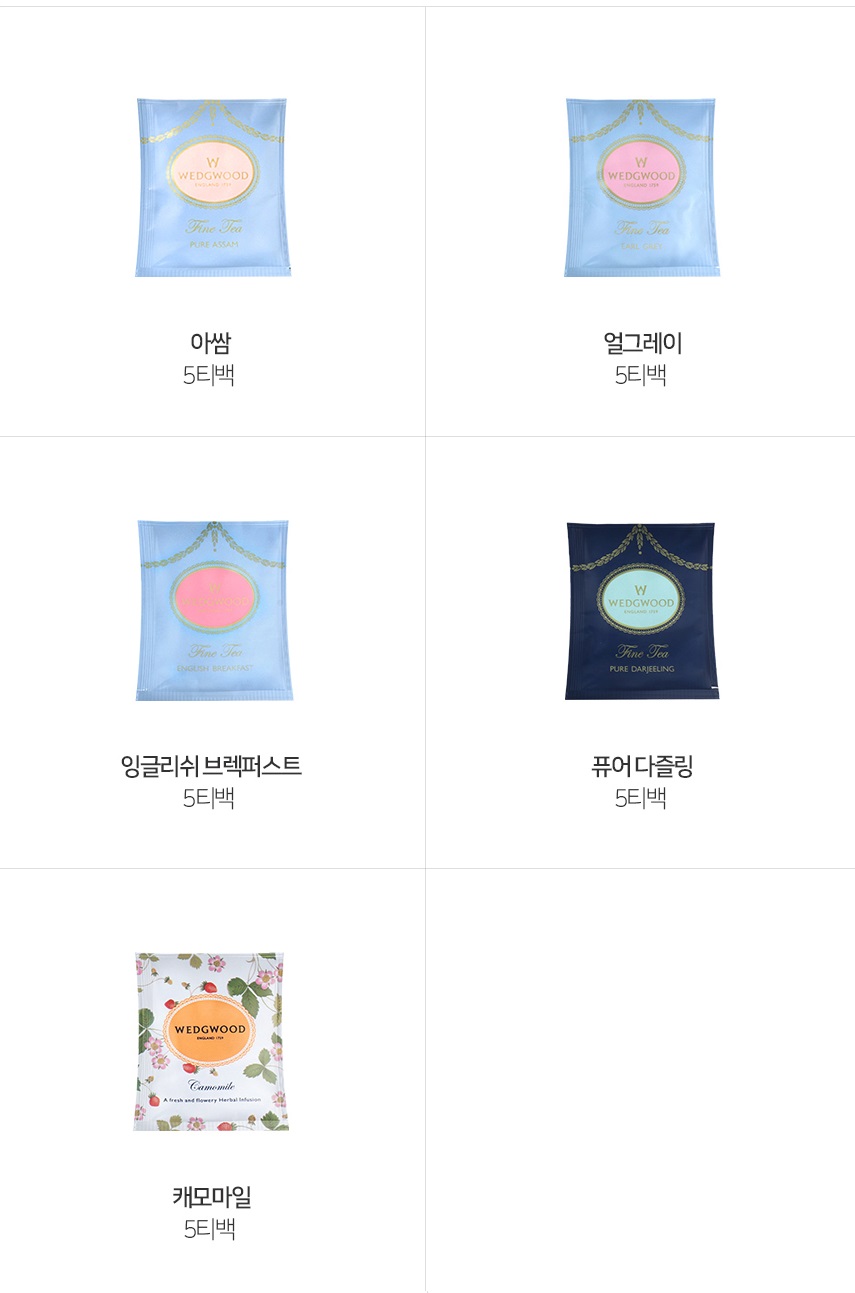 W
WEDGWOOD
ENGLAND 1759
Fine Tea
PURE ASSAM
아쌈
5티백
W
WEDGWOOD
ENGLAND 1759
Fine Tea
EARL GREY
얼그레이
5티백
W
WEDGWOOD
Fine Tea
ENGLISH BREAKFAST
잉글리쉬 브렉퍼스트
5티백
W
WEDGWOOD
ENGLAND 1759
Fine Tea
PURE DARJEELING
퓨어 다즐링
5티백
WEDGWOOD
ENGLAND 1759
Camomile
A fresh and flowery Herbal Infusion
캐모마일
5티백